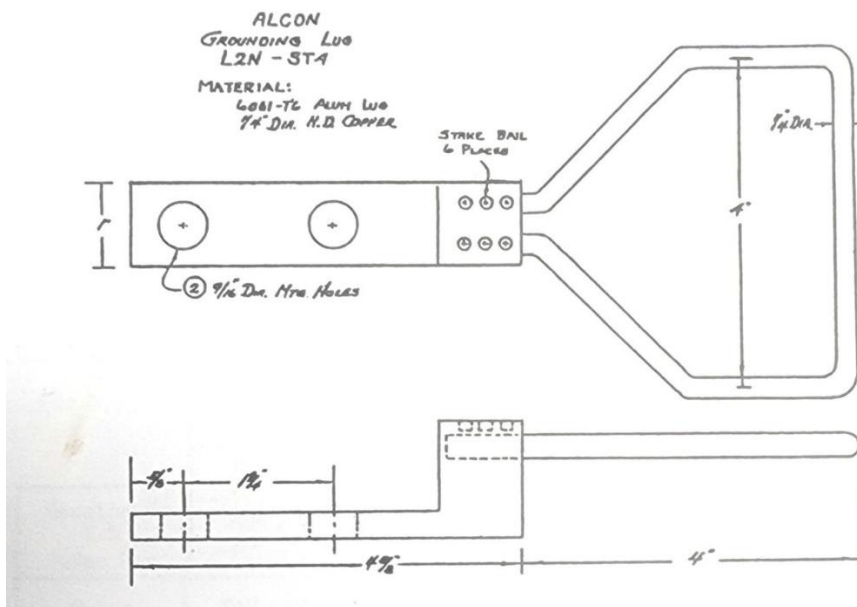 ALCON
GROUNDING LUG
L2N - STA
MATERIAL:
6061-T6 ALUM LUG
1/4" DIA. H.D. COPPER
STAKE BAIL
6 PLACES
1/4" DIA
4"
1"
② 9/16" DIA. MTG. HOLES
5/8"
1 3/4"
4 5/8"
4"